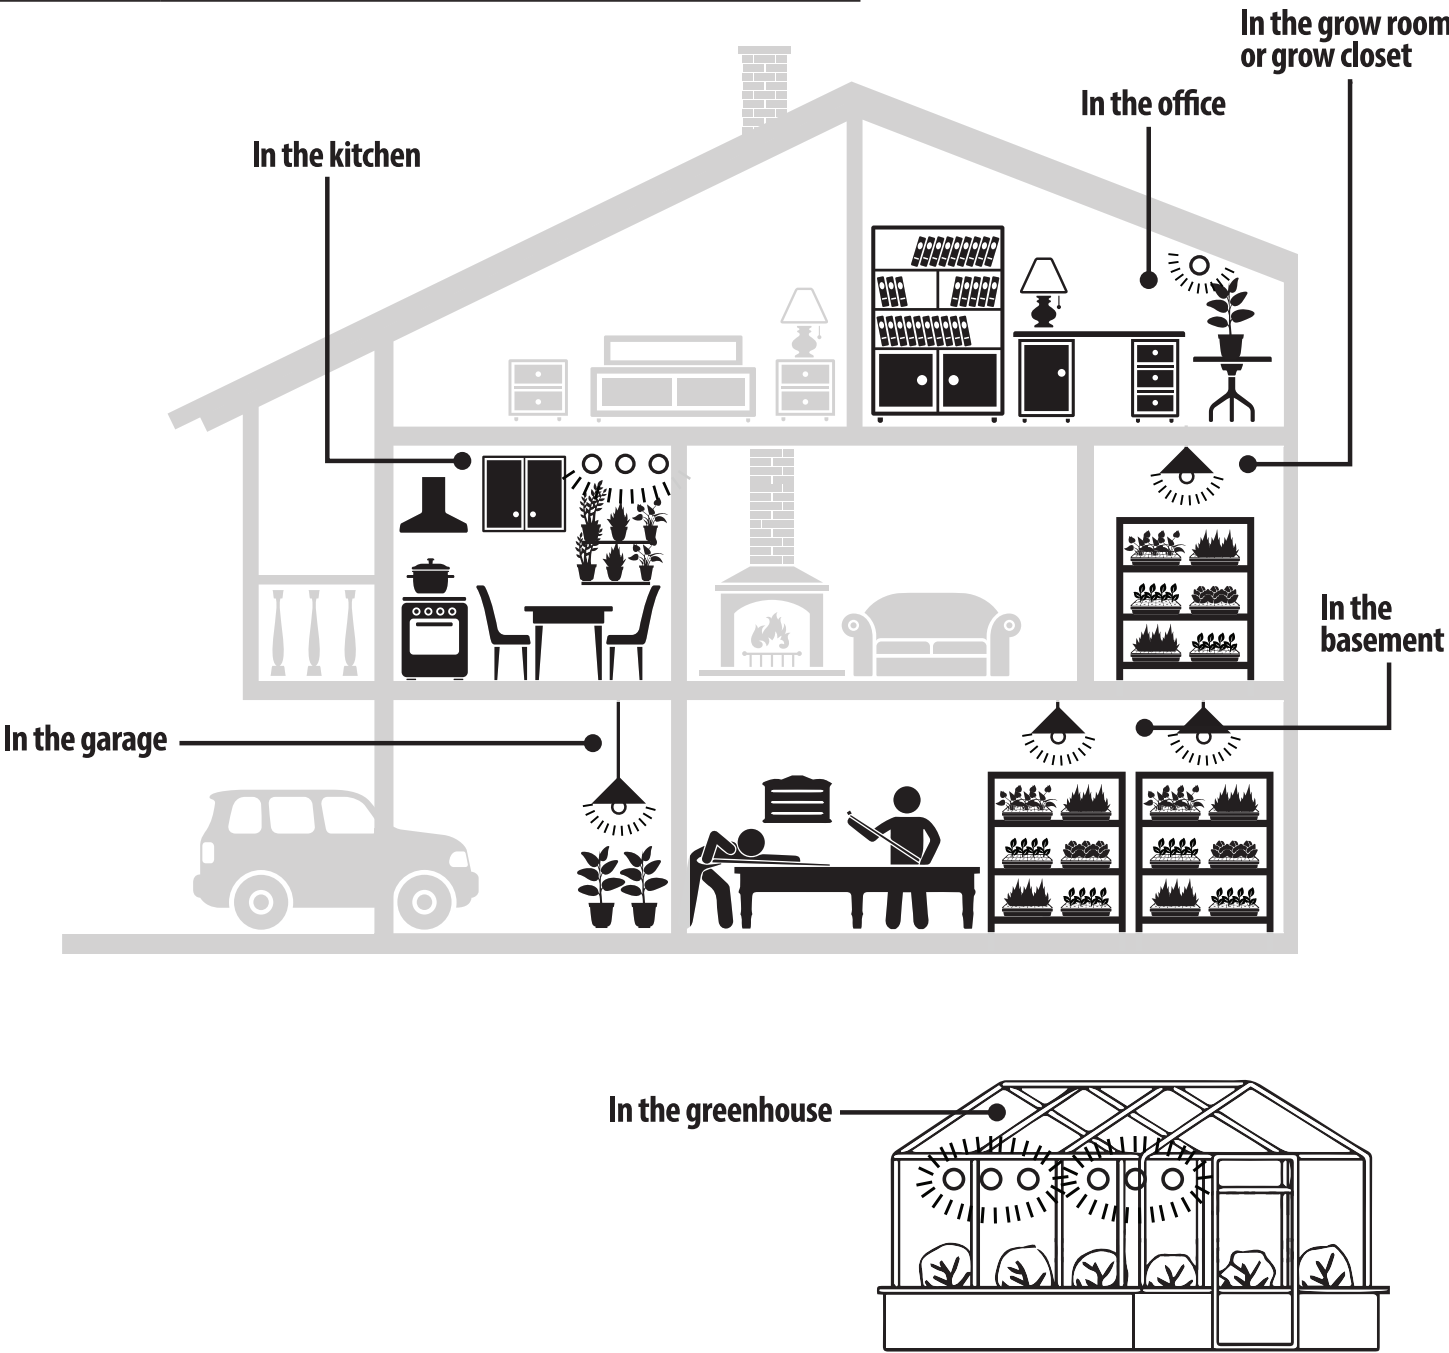 In the grow room
or grow closet
In the office
In the kitchen
In the
basement
In the garage
In the greenhouse